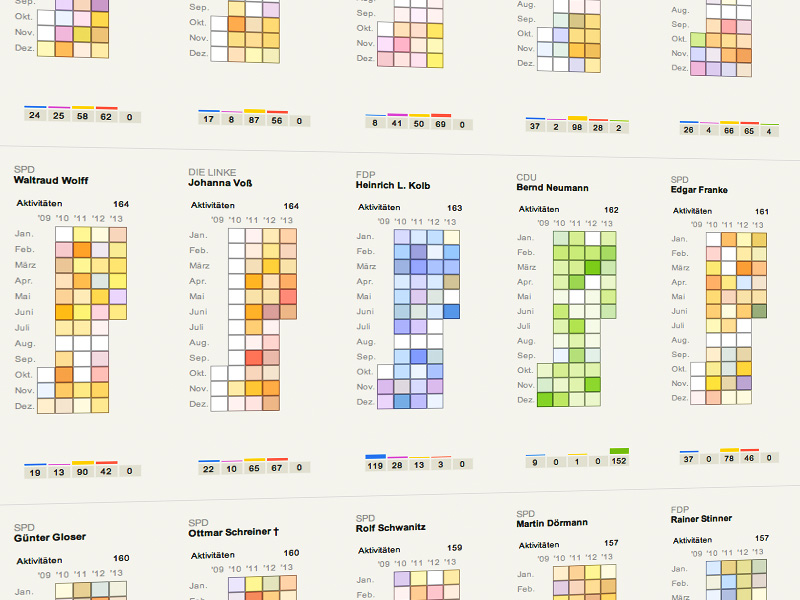 Sep. Sep. Aug. Aug.
Okt. Okt. Sep. Sep. Sep.
Nov. Nov. Okt. Okt. Okt.
Dez. Dez. Nov. Nov. Nov.
Dez. Dez. Dez.
24 25 58 62 0
17 8 87 56 0
8 41 50 69 0
37 2 98 28 2
26 4 66 65 4
SPD
Waltraud Wolff
Aktivitäten 164
'09 '10 '11 '12 '13
Jan.
Feb.
März
Apr.
Mai
Juni
Juli
Aug.
Sep.
Okt.
Nov.
Dez.
19 13 90 42 0
DIE LINKE
Johanna Voß
Aktivitäten 164
'09 '10 '11 '12 '13
Jan.
Feb.
März
Apr.
Mai
Juni
Juli
Aug.
Sep.
Okt.
Nov.
Dez.
22 10 65 67 0
FDP
Heinrich L. Kolb
Aktivitäten 163
'09 '10 '11 '12 '13
Jan.
Feb.
März
Apr.
Mai
Juni
Juli
Aug.
Sep.
Okt.
Nov.
Dez.
119 28 13 3 0
CDU
Bernd Neumann
Aktivitäten 162
'09 '10 '11 '12 '13
Jan.
Feb.
März
Apr.
Mai
Juni
Juli
Aug.
Sep.
Okt.
Nov.
Dez.
9 0 1 0 152
SPD
Edgar Franke
Aktivitäten 161
'09 '10 '11 '12 '13
Jan.
Feb.
März
Apr.
Mai
Juni
Juli
Aug.
Sep.
Okt.
Nov.
Dez.
37 0 78 46 0
SPD
Günter Gloser
Aktivitäten 160
'09 '10 '11 '12 '13
Jan.
SPD
Ottmar Schreiner †
Aktivitäten 160
'09 '10 '11 '12 '13
Jan.
Feb.
SPD
Rolf Schwanitz
Aktivitäten 159
'09 '10 '11 '12 '13
Jan.
Feb.
SPD
Martin Dörmann
Aktivitäten 157
'09 '10 '11 '12 '13
Jan.
Feb.
FDP
Rainer Stinner
Aktivitäten 157
'09 '10 '11 '12 '13
Jan.
Feb.